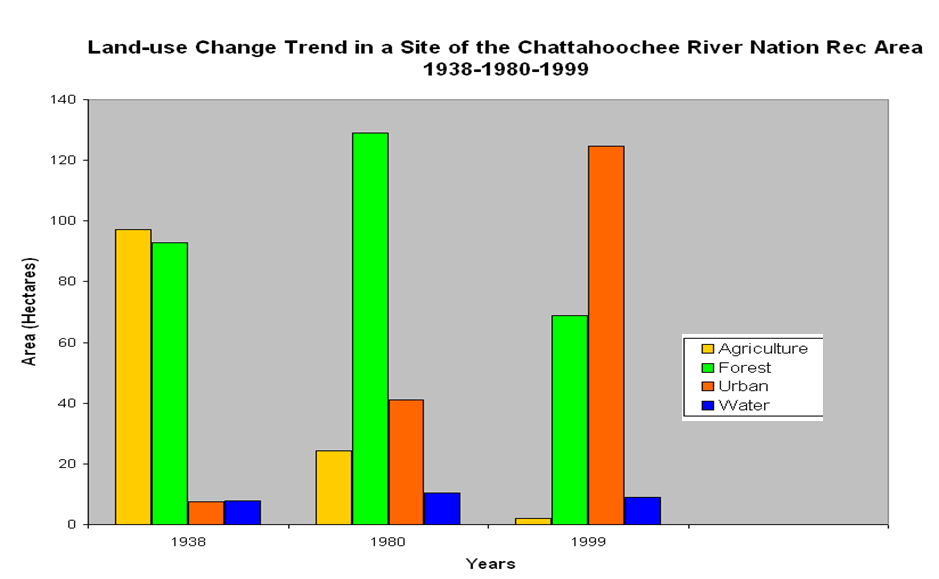 Land-use Change Trend in a Site of the Chattahoochee River Nation Rec Area
1938-1980-1999
140
120
100
80
60
40
20
0
Area (Hectares)
Agriculture
Forest
Urban
Water
1938 1980 1999
Years